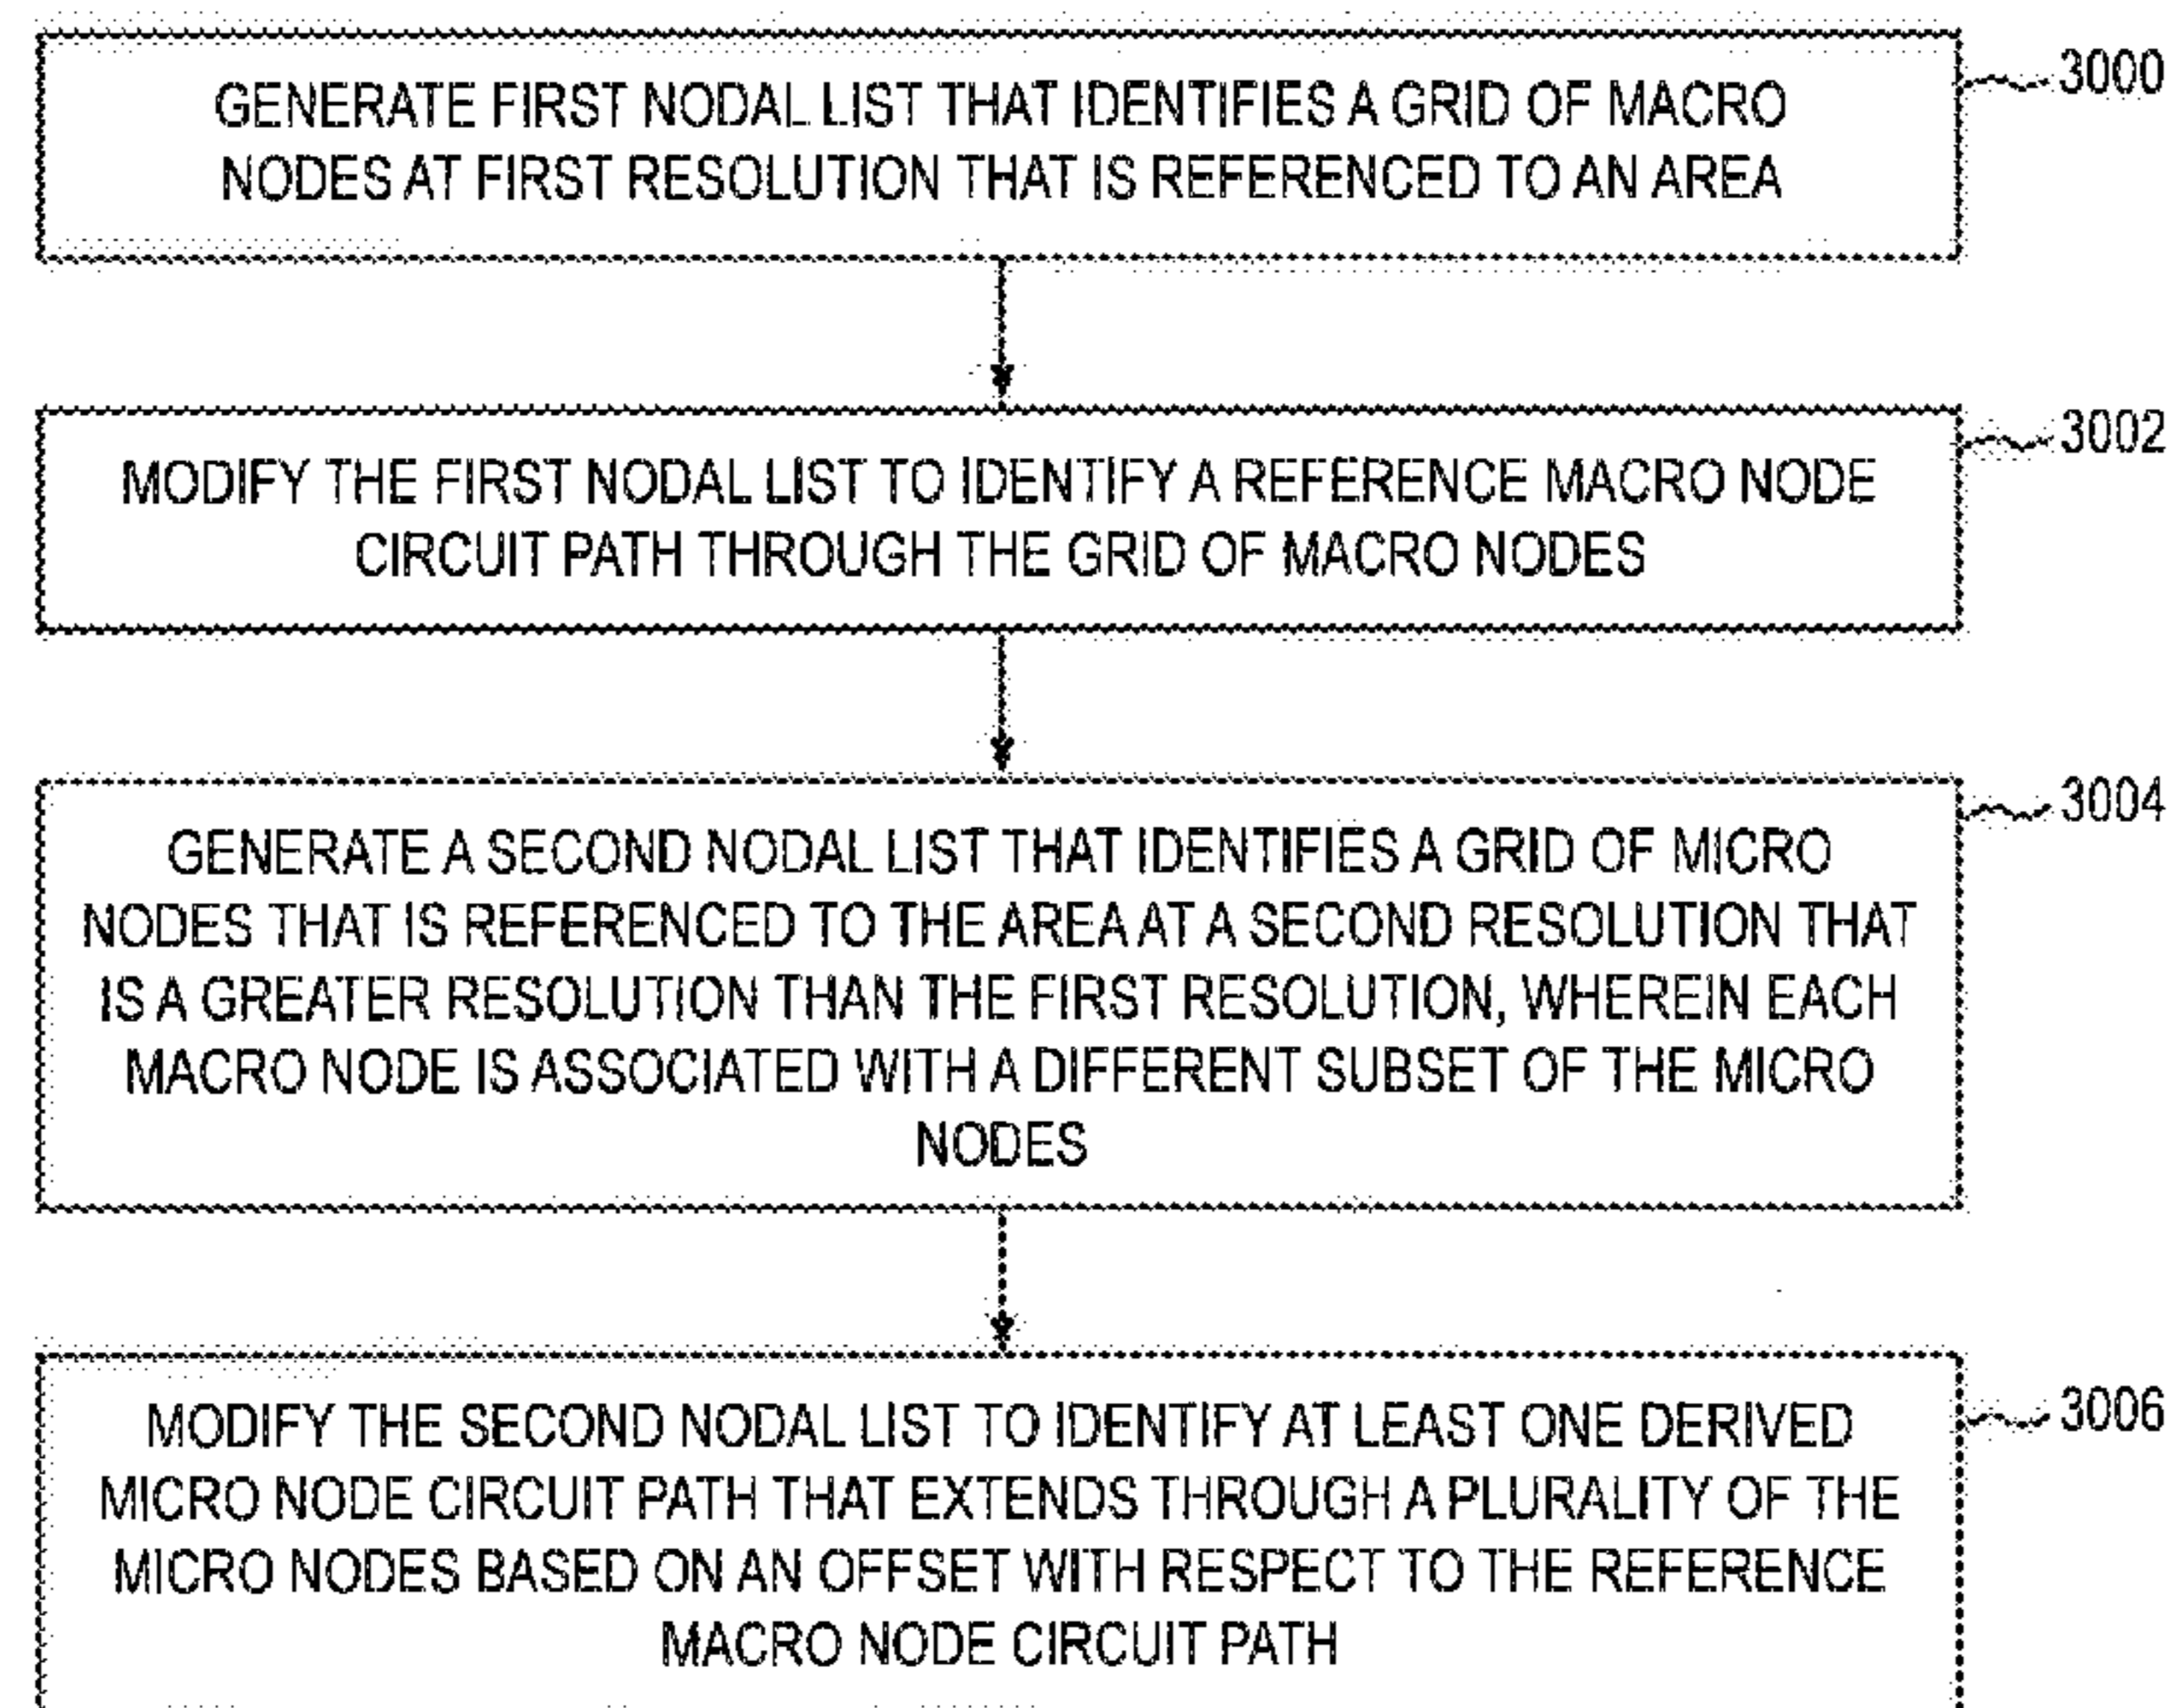 GENERATE FIRST NODAL LIST THAT IDENTIFIES A GRID OF MACRO
NODES AT FIRST RESOLUTION THAT IS REFERENCED TO AN AREA
3000
MODIFY THE FIRST NODAL LIST TO IDENTIFY A REFERENCE MACRO NODE
CIRCUIT PATH THROUGH THE GRID OF MACRO NODES
3002
GENERATE A SECOND NODAL LIST THAT IDENTIFIES A GRID OF MICRO
NODES THAT IS REFERENCED TO THE AREA AT A SECOND RESOLUTION THAT
IS A GREATER RESOLUTION THAN THE FIRST RESOLUTION, WHEREIN EACH
MACRO NODE IS ASSOCIATED WITH A DIFFERENT SUBSET OF THE MICRO
NODES
3004
MODIFY THE SECOND NODAL LIST TO IDENTIFY AT LEAST ONE DERIVED
MICRO NODE CIRCUIT PATH THAT EXTENDS THROUGH A PLURALITY OF THE
MICRO NODES BASED ON AN OFFSET WITH RESPECT TO THE REFERENCE
MACRO NODE CIRCUIT PATH
3006